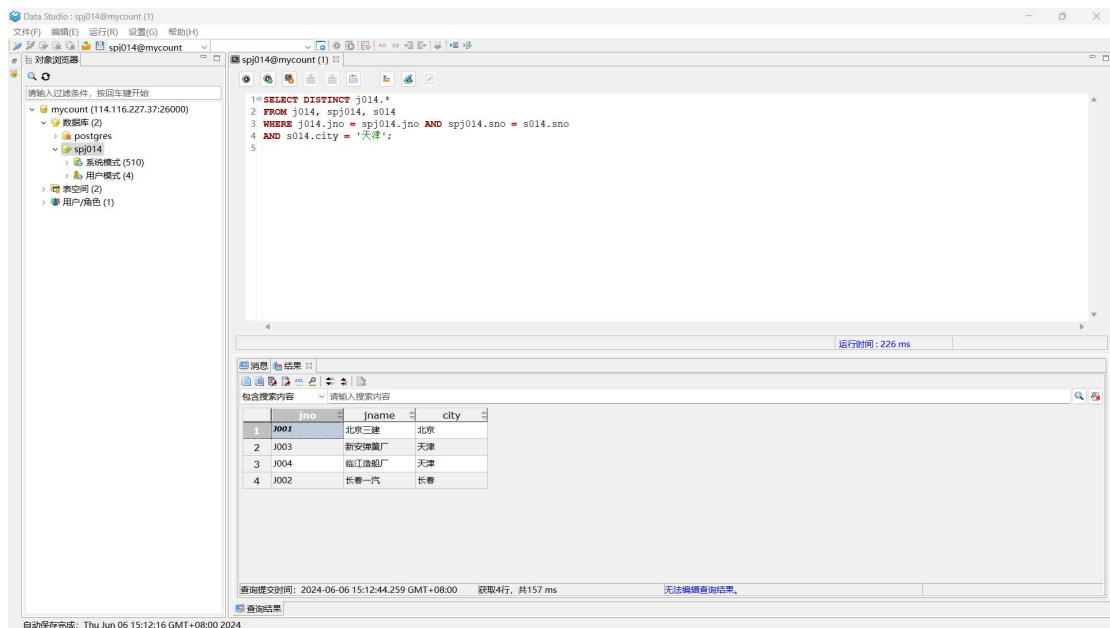 Data Studio : spj014@mycount (1)
文件(F) 编辑(E) 运行(R) 设置(G) 帮助(H)
spj014@mycount
对象浏览器
spj014@mycount (1)
请输入过滤条件，按回车键开始
mycount (114.116.227.37:26000)
数据库 (2)
postgres
spj014
系统模式 (510)
用户模式 (4)
表空间 (2)
用户/角色 (1)
1 SELECT DISTINCT j014.*
2 FROM j014, spj014, s014
3 WHERE j014.jno = spj014.jno AND spj014.sno = s014.sno
4 AND s014.city = '天津';
5
运行时间 : 226 ms
消息 结果
包含搜索内容 请输入搜索内容
jno jname city
1 J001 北京三建 北京
2 J003 新安弹簧厂 天津
3 J004 临江造船厂 天津
4 J002 长春一汽 长春
查询提交时间：2024-06-06 15:12:44.259 GMT+08:00 获取4行，共157 ms 无法编辑查询结果。
查询结果
自动保存完成：Thu Jun 06 15:12:16 GMT+08:00 2024